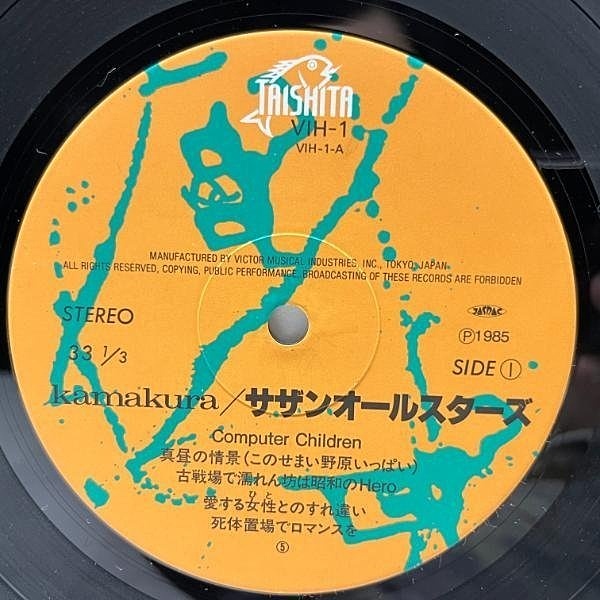 TAISHITA
VIH-1
VIH-1-A
MANUFACTURED BY VICTOR MUSICAL INDUSTRIES, INC., TOKYO, JAPAN
ALL RIGHTS RESERVED, COPYING, PUBLIC PERFORMANCE, BROADCASTING OF THESE RECORDS ARE FORBIDDEN
STEREO
33 1/3
JASRAC
Ⓟ1985
SIDE ①
kamakura/サザンオールスターズ
Computer Children
真昼の情景(このせまい野原いっぱい)
古戦場で濡れん坊は昭和のHero
ひと
愛する女性とのすれ違い
死体置場でロマンスを
⑤